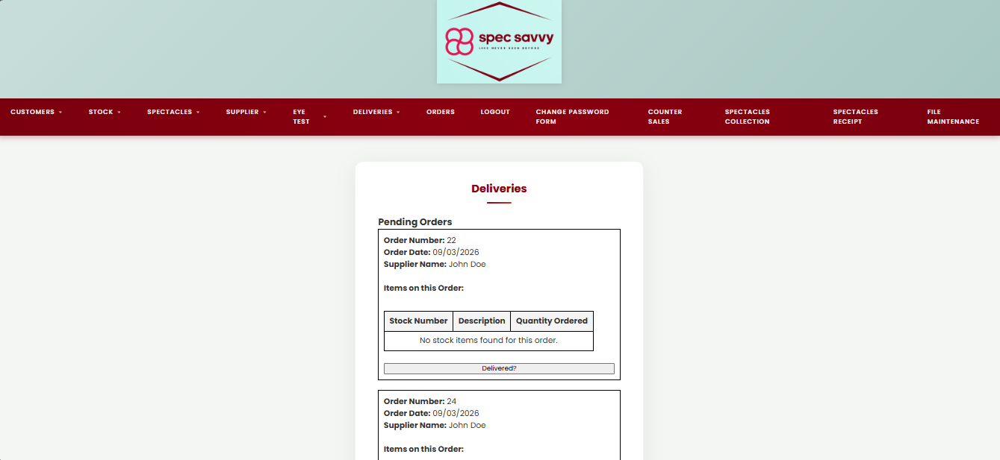 spec savvy
LIKE NEVER SEEN BEFORE
CUSTOMERS STOCK SPECTACLES SUPPLIER EYE TEST DELIVERIES ORDERS LOGOUT CHANGE PASSWORD FORM COUNTER SALES SPECTACLES COLLECTION SPECTACLES RECEIPT FILE MAINTENANCE
Deliveries
Pending Orders
Order Number: 22
Order Date: 09/03/2026
Supplier Name: John Doe
Items on this Order:
Stock Number Description Quantity Ordered
No stock items found for this order.
Delivered?
Order Number: 24
Order Date: 09/03/2026
Supplier Name: John Doe
Items on this Order: